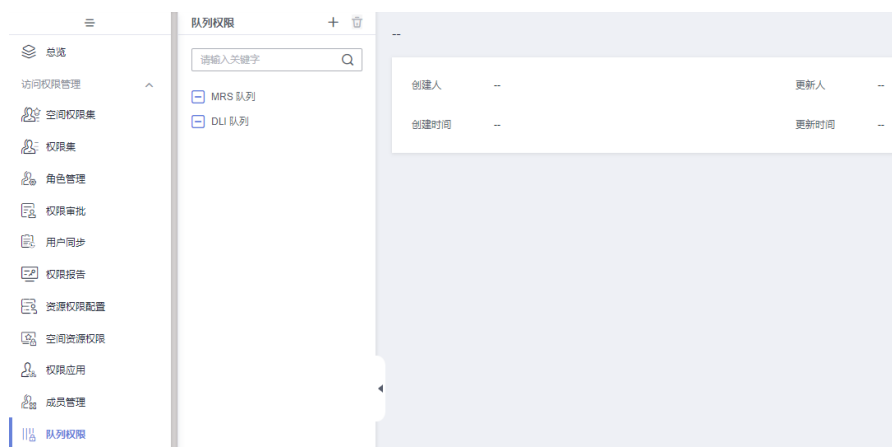 总览
访问权限管理
空间权限集
权限集
角色管理
权限审批
用户同步
权限报告
资源权限配置
空间资源权限
权限应用
成员管理
队列权限
队列权限
请输入关键字
MRS 队列
DLI 队列
--
创建人 -- 更新人 --
创建时间 -- 更新时间 --